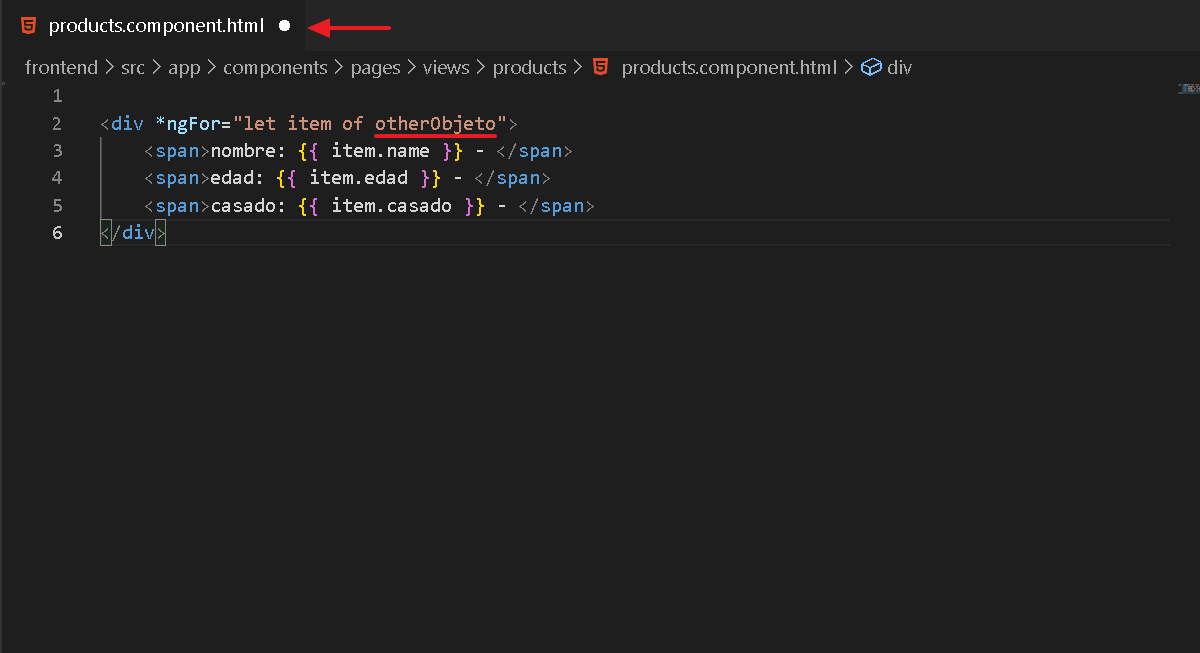 products.component.html
frontend > src > app > components > pages > views > products > products.component.html > div
1
2 <div *ngFor="let item of otherObjeto">
3 <span>nombre: {{ item.name }} - </span>
4 <span>edad: {{ item.edad }} - </span>
5 <span>casado: {{ item.casado }} - </span>
6 </div>